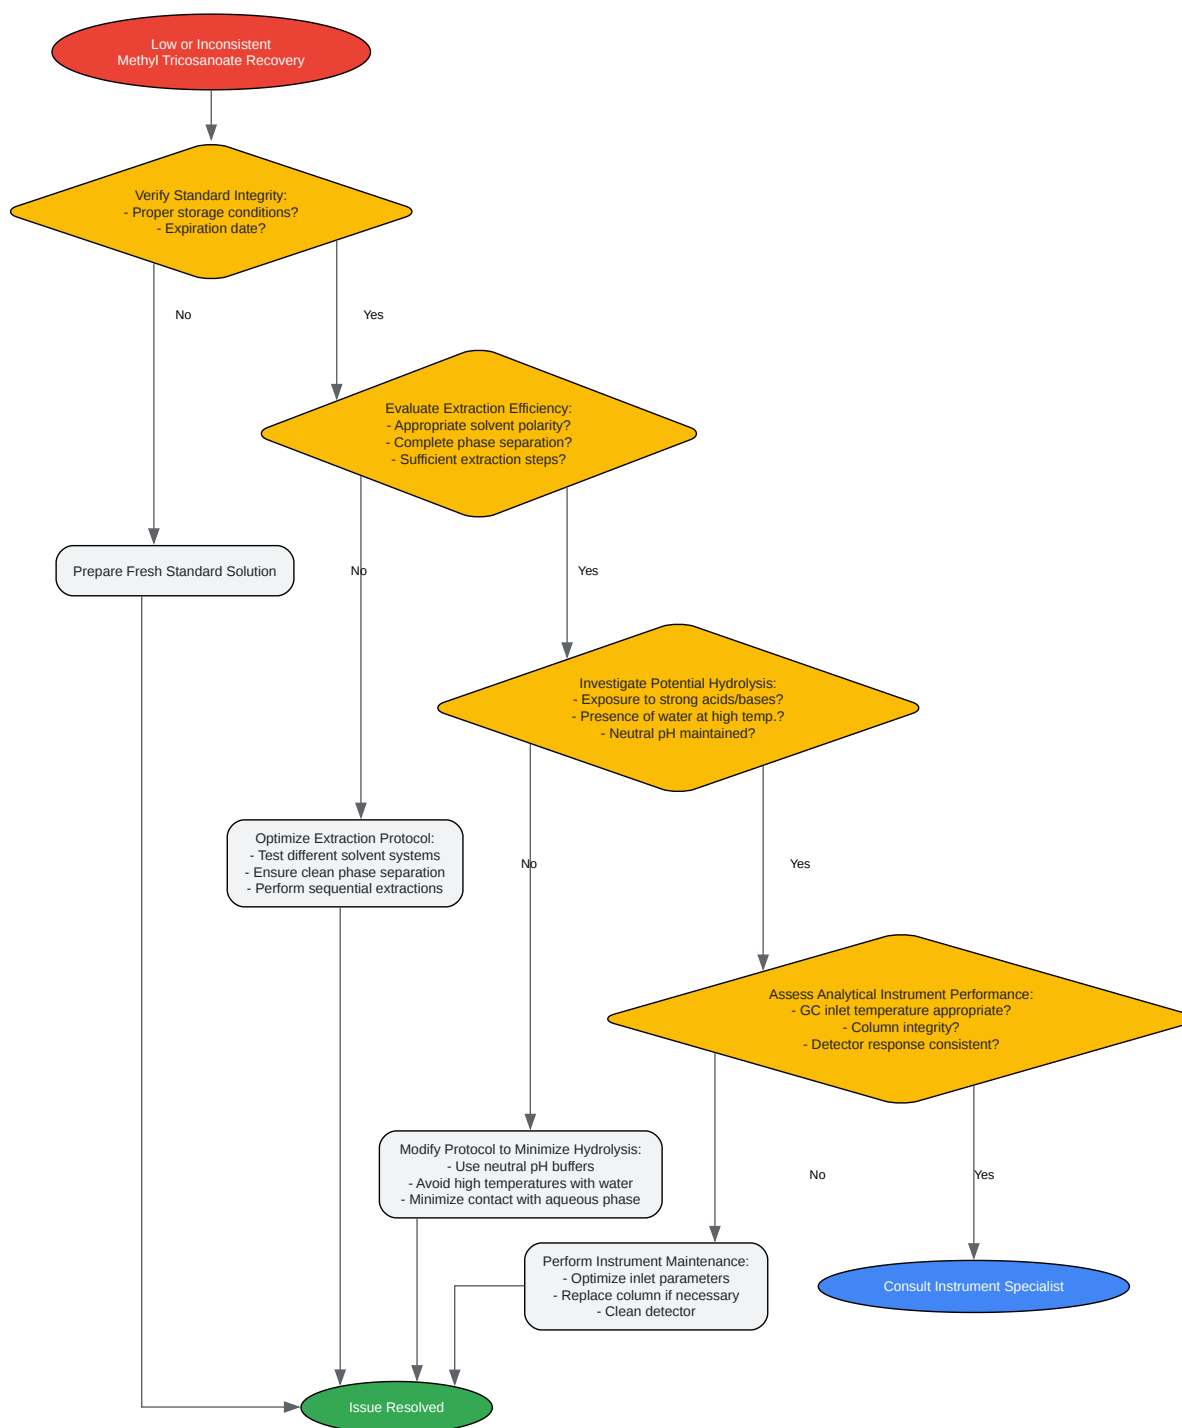 Low or Inconsistent
Methyl Tricosanoate Recovery
Verify Standard Integrity:
- Proper storage conditions?
- Expiration date?
No
Yes
Evaluate Extraction Efficiency:
- Appropriate solvent polarity?
- Complete phase separation?
- Sufficient extraction steps?
Prepare Fresh Standard Solution
No
Yes
Investigate Potential Hydrolysis:
- Exposure to strong acids/bases?
- Presence of water at high temp.?
- Neutral pH maintained?
Optimize Extraction Protocol:
- Test different solvent systems
- Ensure clean phase separation
- Perform sequential extractions
No
Yes
Assess Analytical Instrument Performance:
- GC inlet temperature appropriate?
- Column integrity?
- Detector response consistent?
Modify Protocol to Minimize Hydrolysis:
- Use neutral pH buffers
- Avoid high temperatures with water
- Minimize contact with aqueous phase
No
Yes
Perform Instrument Maintenance:
- Optimize inlet parameters
- Replace column if necessary
- Clean detector
Consult Instrument Specialist
Issue Resolved